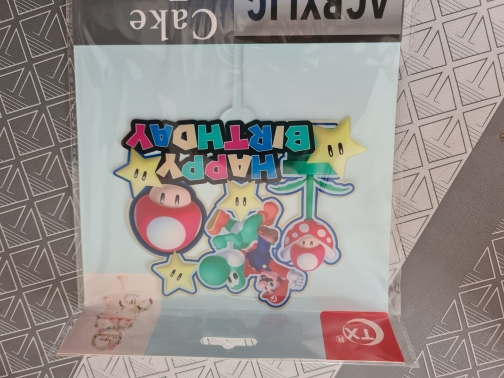 TX
HAPPY
BIRTHDAY
ACRYLIC
Cake